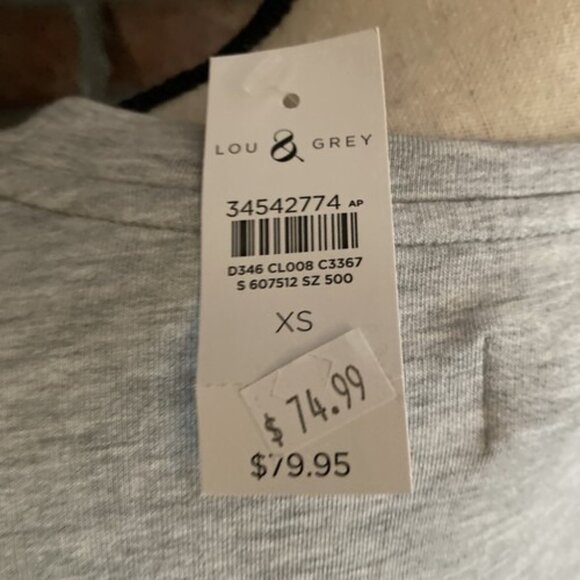 LOU & GREY
34542774 AP
D346 CL008 C3367
S 607512 SZ 500
XS
$74.99
$79.95